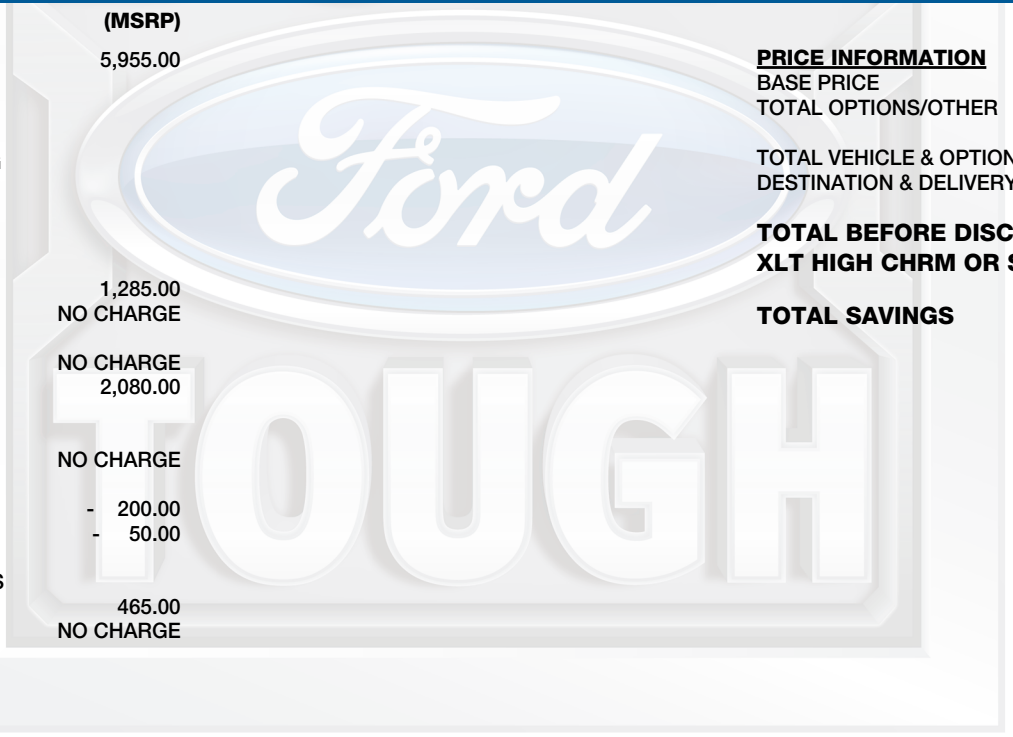 (MSRP)
5,955.00
1,285.00
NO CHARGE
NO CHARGE
2,080.00
NO CHARGE
- 200.00
- 50.00
S
465.00
NO CHARGE
PRICE INFORMATION
BASE PRICE
TOTAL OPTIONS/OTHER
TOTAL VEHICLE & OPTION
DESTINATION & DELIVERY
TOTAL BEFORE DISC
XLT HIGH CHRM OR S
TOTAL SAVINGS
Ford
TOUGH